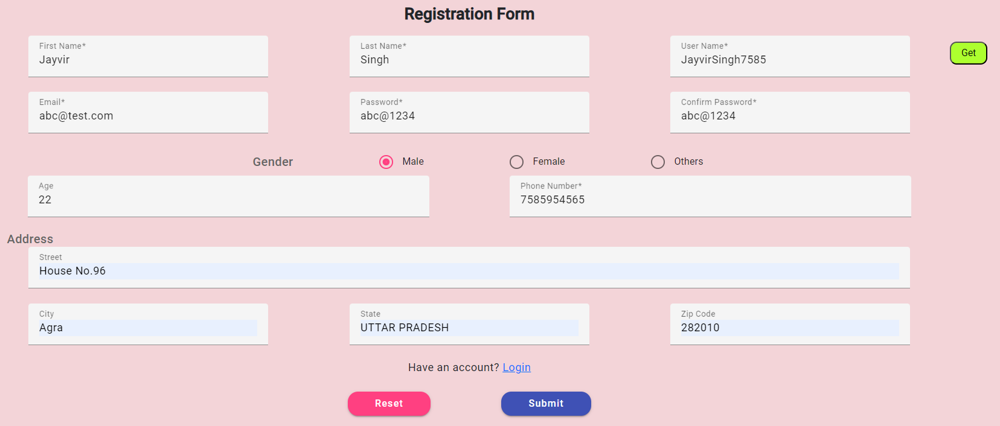 Registration Form
First Name*
Jayvir
Last Name*
Singh
User Name*
JayvirSingh7585
Get
Email*
abc@test.com
Password*
abc@1234
Confirm Password*
abc@1234
Gender Male Female Others
Age
22
Phone Number*
7585954565
Address
Street
House No.96
City
Agra
State
UTTAR PRADESH
Zip Code
282010
Have an account? Login
Reset
Submit